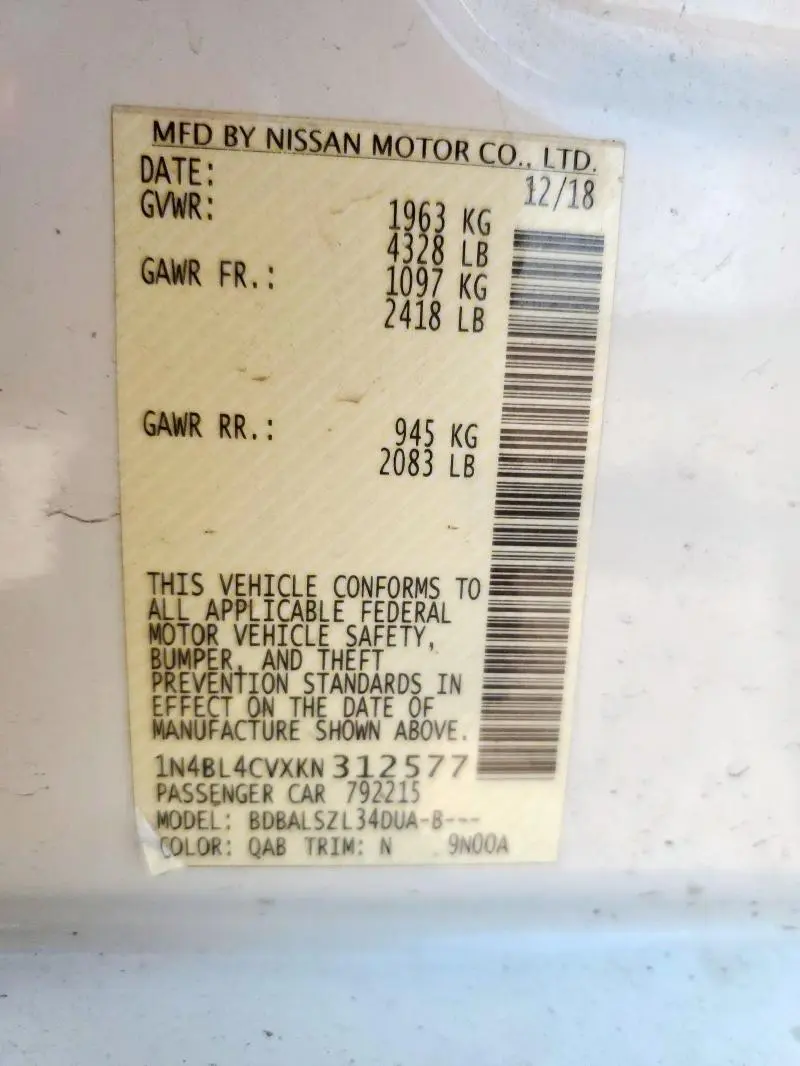 MFD BY NISSAN MOTOR CO., LTD.
DATE: 12/18
GVWR: 1963 KG
4328 LB
GAWR FR.: 1097 KG
2418 LB
GAWR RR.: 945 KG
2083 LB
THIS VEHICLE CONFORMS TO
ALL APPLICABLE FEDERAL
MOTOR VEHICLE SAFETY,
BUMPER, AND THEFT
PREVENTION STANDARDS IN
EFFECT ON THE DATE OF
MANUFACTURE SHOWN ABOVE.
1N4BL4CVXKN312577
PASSENGER CAR 792215
MODEL: BDBALSZL34DUA-B---
COLOR: QAB TRIM: N 9N00A